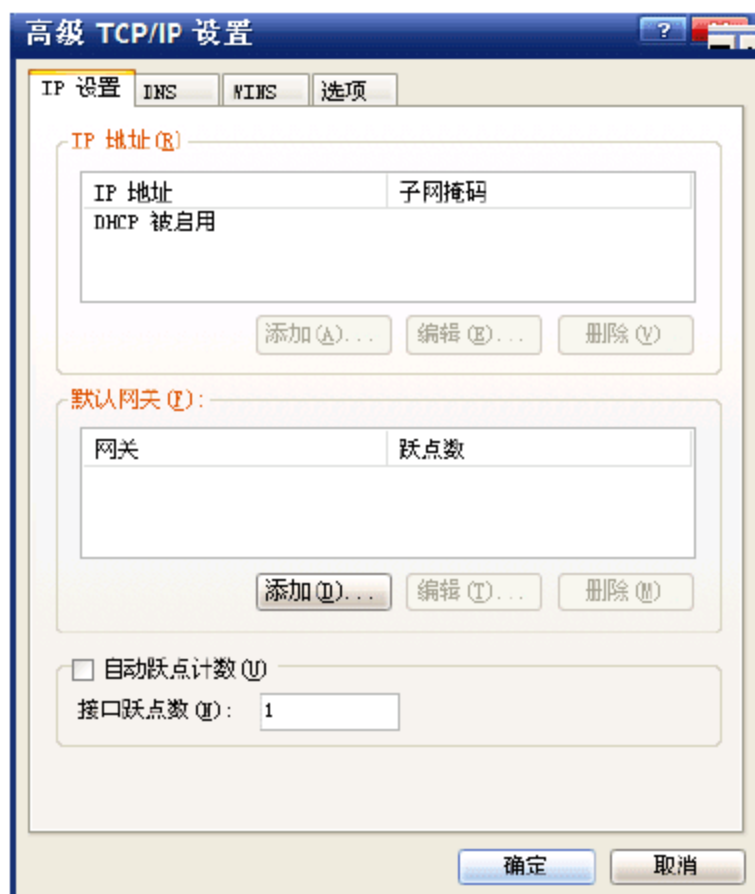 高级 TCP/IP 设置
IP 设置 DNS WINS 选项
IP 地址(R)
IP 地址 子网掩码
DHCP 被启用
添加(A)... 编辑(E)... 删除(V)
默认网关(F):
网关 跃点数
添加(D)... 编辑(T)... 删除(M)
自动跃点计数(U)
接口跃点数(N): 1
确定 取消